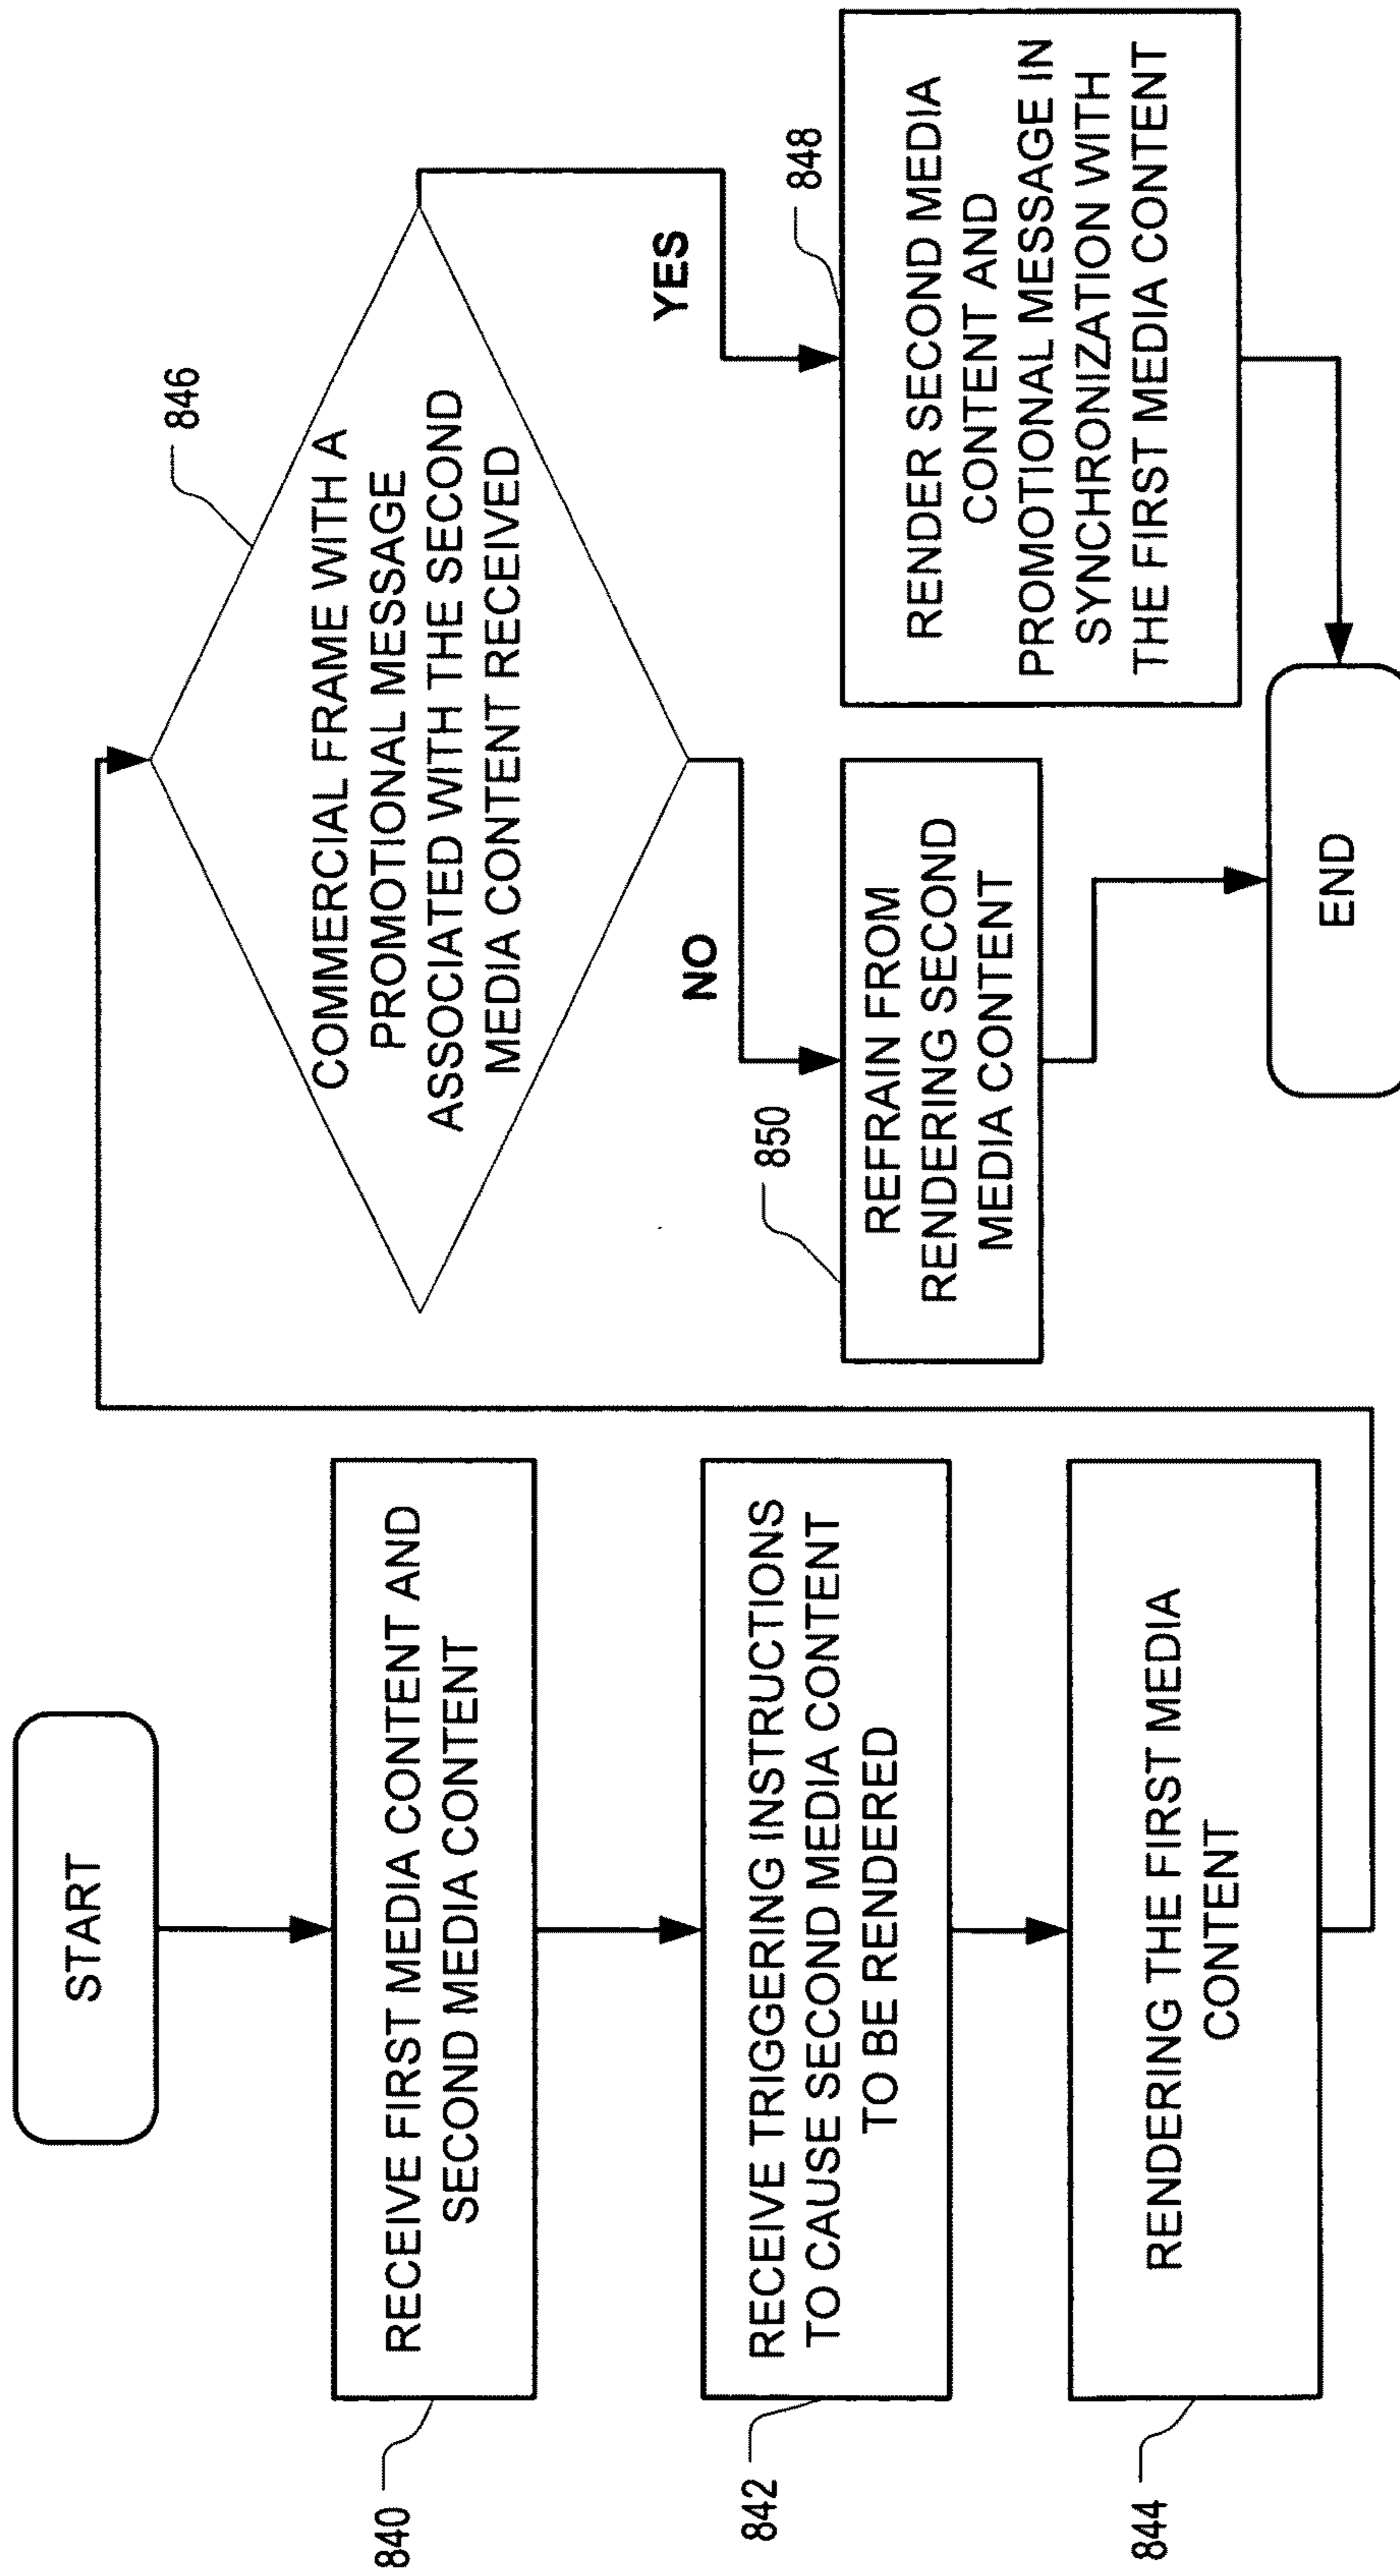 START
840
RECEIVE FIRST MEDIA CONTENT AND
SECOND MEDIA CONTENT
842
RECEIVE TRIGGERING INSTRUCTIONS
TO CAUSE SECOND MEDIA CONTENT
TO BE RENDERED
844
RENDERING THE FIRST MEDIA
CONTENT
846
COMMERCIAL FRAME WITH A
PROMOTIONAL MESSAGE
ASSOCIATED WITH THE SECOND
MEDIA CONTENT RECEIVED
NO
YES
850
REFRAIN FROM
RENDERING SECOND
MEDIA CONTENT
848
RENDER SECOND MEDIA
CONTENT AND
PROMOTIONAL MESSAGE IN
SYNCHRONIZATION WITH
THE FIRST MEDIA CONTENT
END